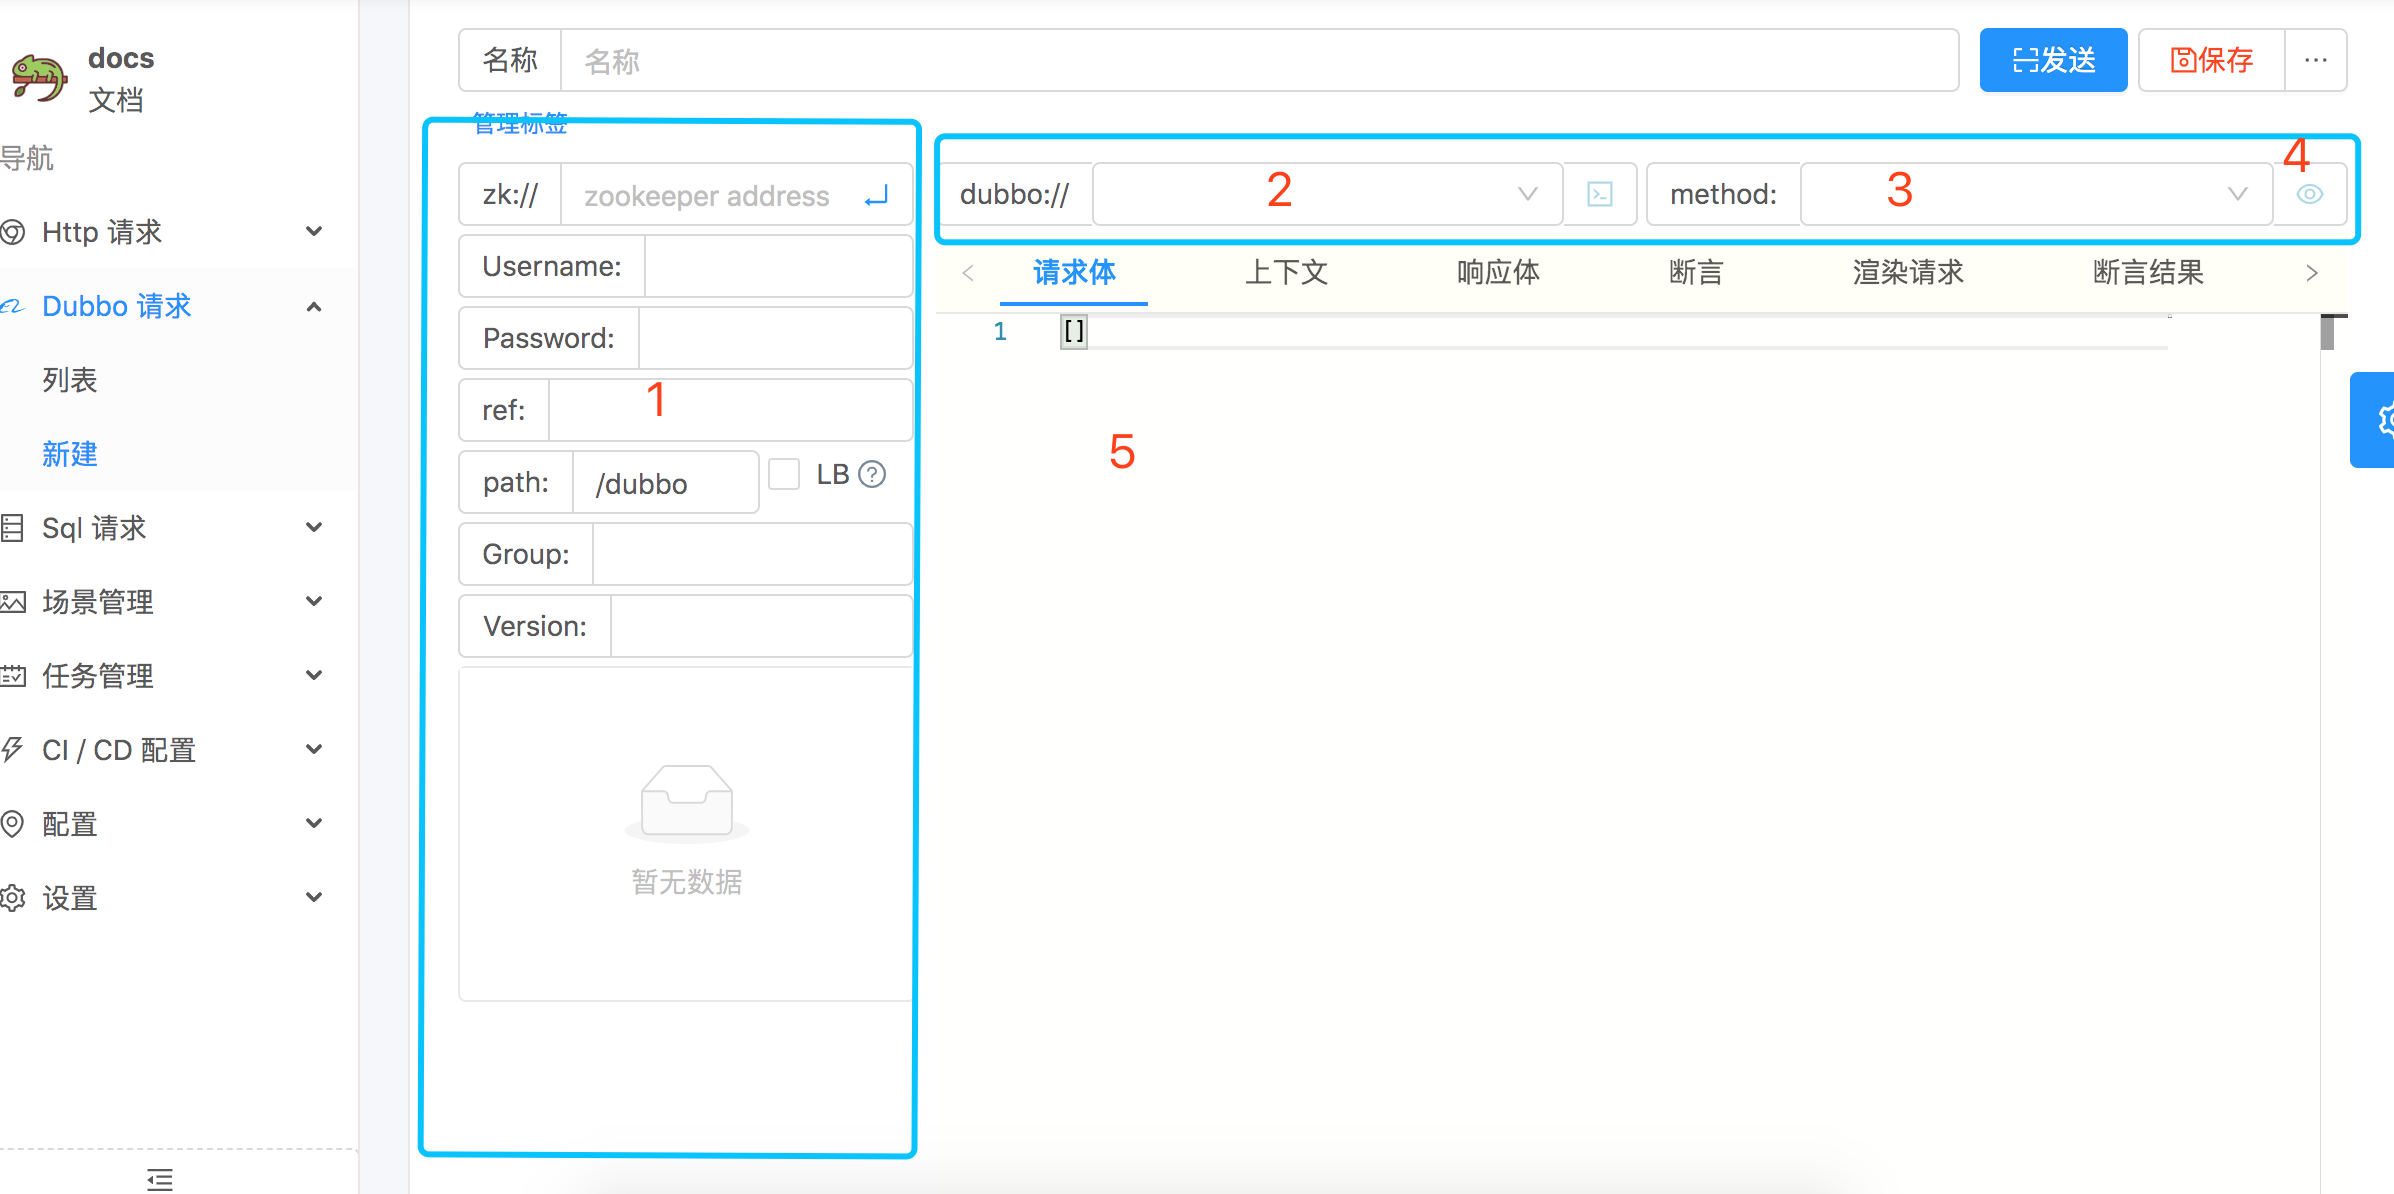 docs
文档
导航
Http 请求
Dubbo 请求
列表
新建
Sql 请求
场景管理
任务管理
CI / CD 配置
配置
设置
名称 名称
发送 保存 ···
管理标签
zk:// zookeeper address
Username:
Password:
ref: 1
path: /dubbo LB ?
Group:
Version:
暂无数据
dubbo:// 2 method: 3 4
请求体 上下文 响应体 断言 渲染请求 断言结果
1 []
5